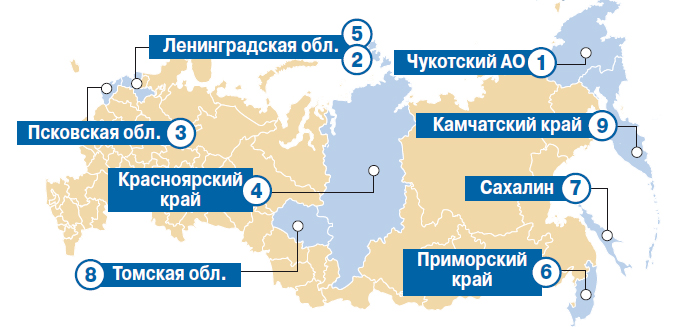 Ленинградская обл. 5
2
Чукотский АО 1
Псковская обл. 3
Камчатский край 9
Красноярский
край 4
Сахалин 7
8 Томская обл.
Приморский
край 6